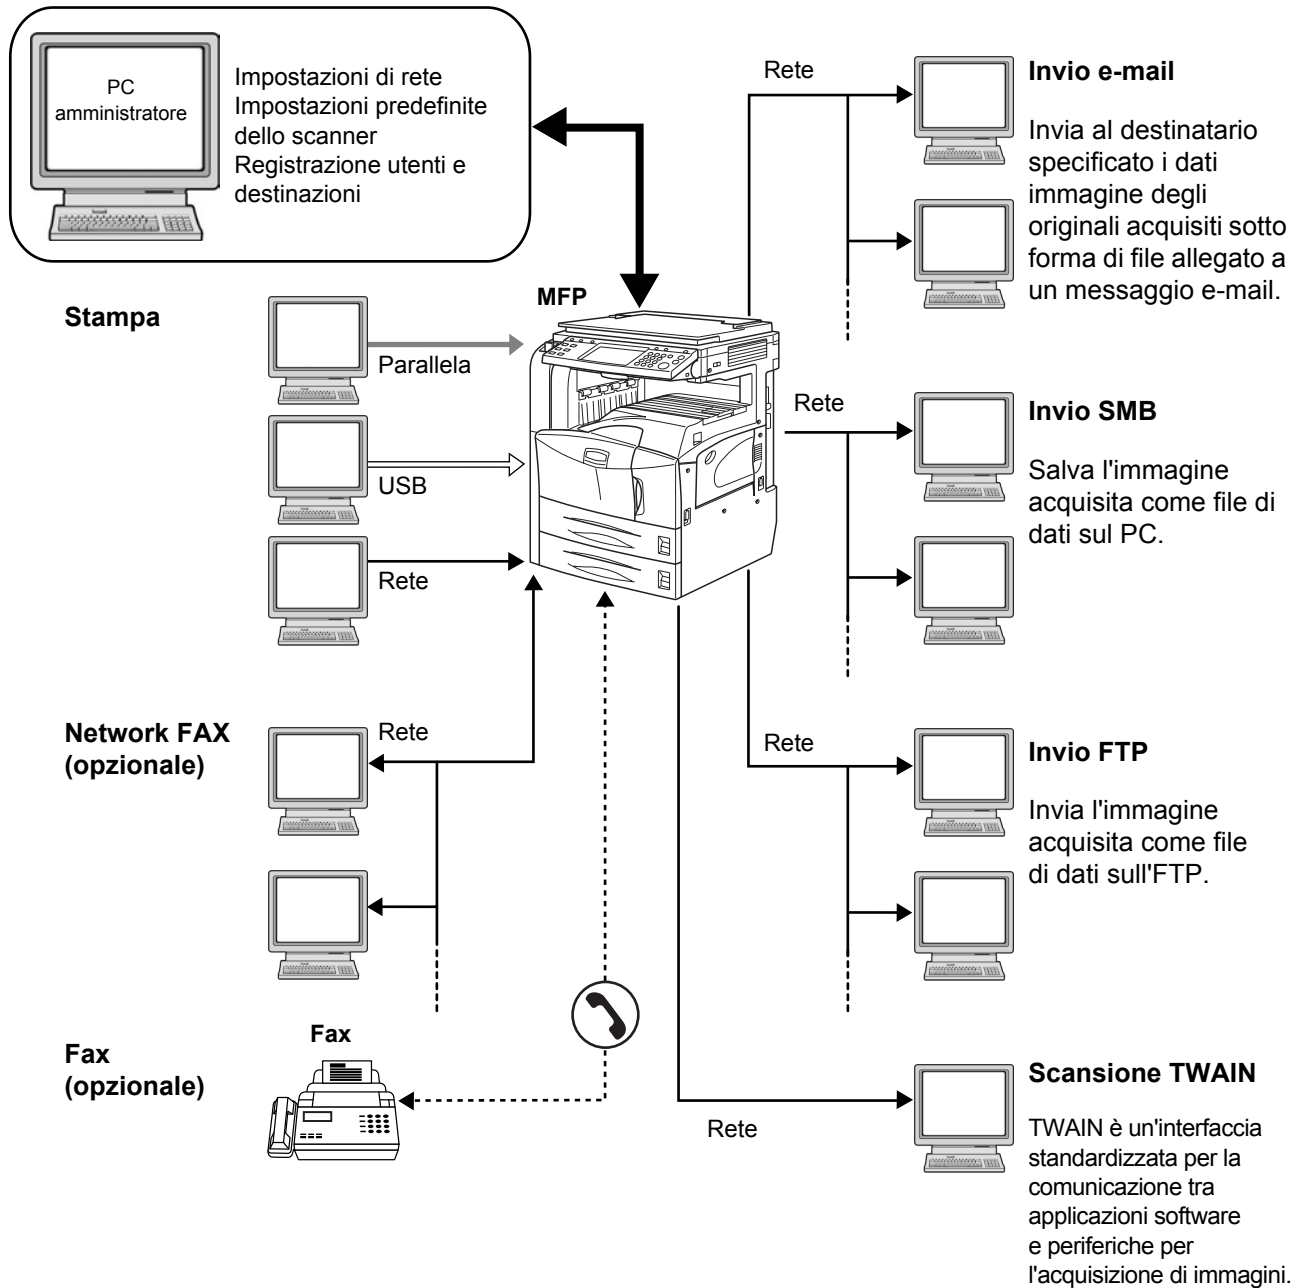 PC
amministratore
Impostazioni di rete
Impostazioni predefinite
dello scanner
Registrazione utenti e
destinazioni
Rete
Invio e-mail
Invia al destinatario
specificato i dati
immagine degli
originali acquisiti sotto
forma di file allegato a
un messaggio e-mail.
MFP
Stampa
Parallela
USB
Rete
Rete
Invio SMB
Salva l'immagine
acquisita come file di
dati sul PC.
Network FAX
(opzionale)
Rete
Rete
Invio FTP
Invia l'immagine
acquisita come file
di dati sull'FTP.
Fax
(opzionale)
Fax
Rete
Scansione TWAIN
TWAIN è un'interfaccia
standardizzata per la
comunicazione tra
applicazioni software
e periferiche per
l'acquisizione di immagini.